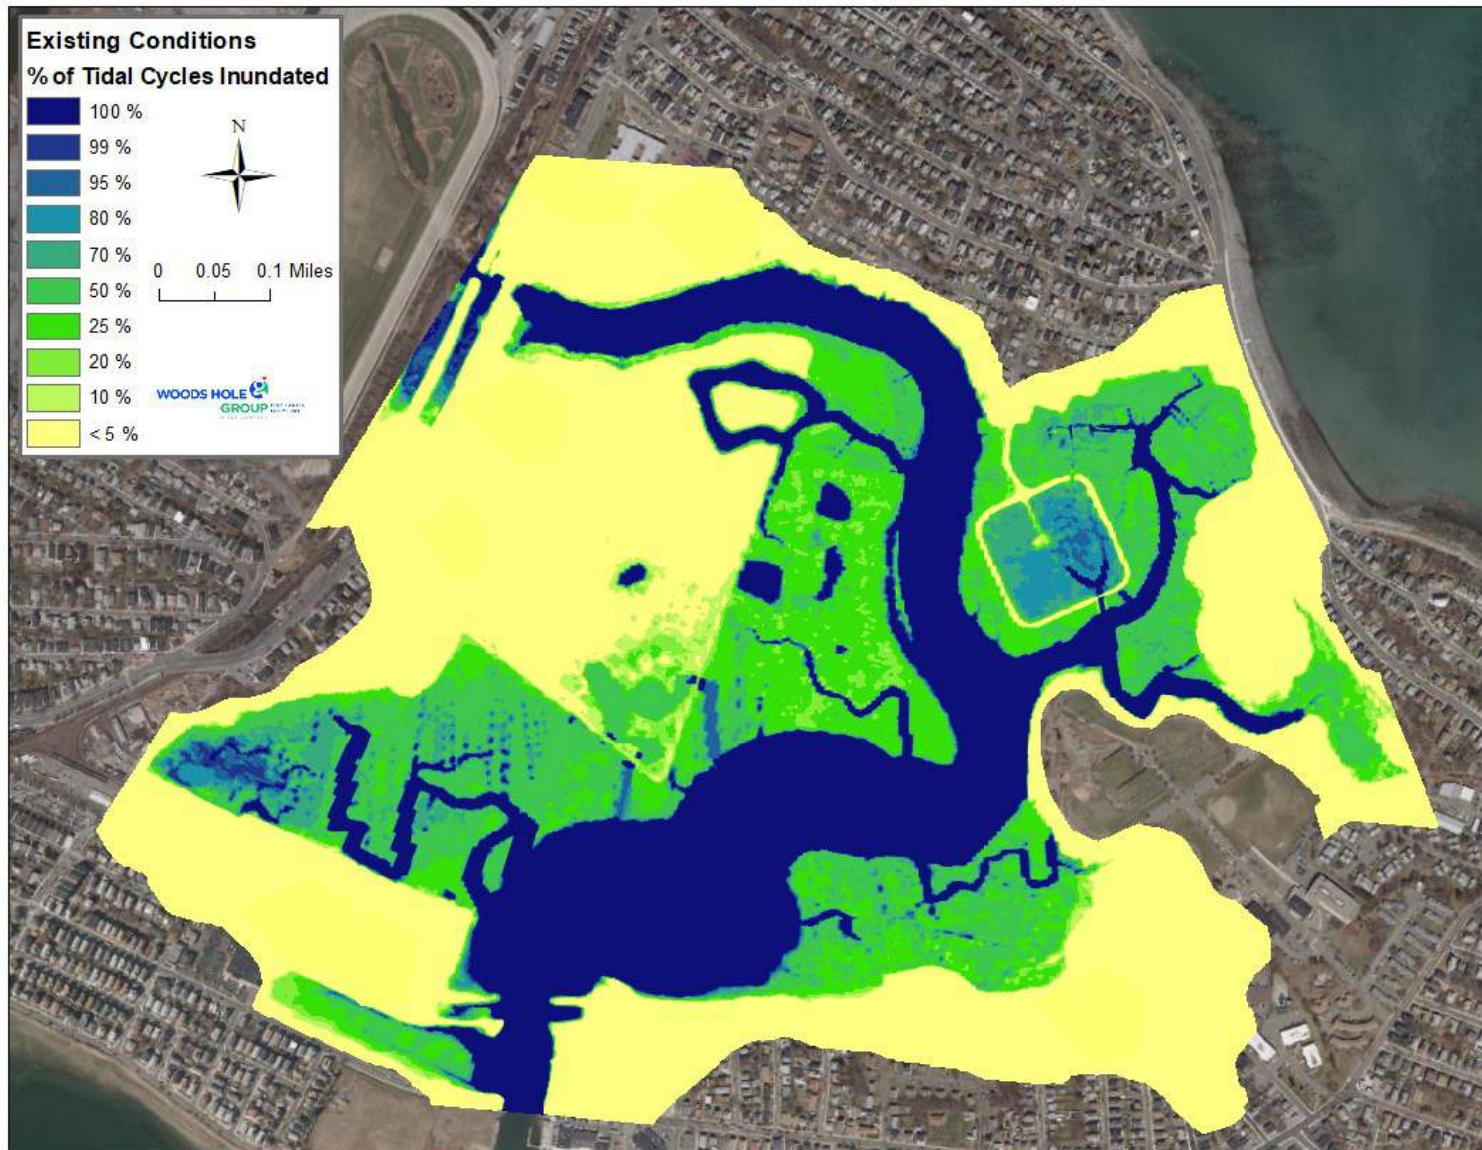 Existing Conditions
% of Tidal Cycles Inundated
100 %
99 %
95 %
80 %
70 %
50 %
25 %
20 %
10 %
< 5 %
N
0 0.05 0.1 Miles
WOODS HOLE
GROUP